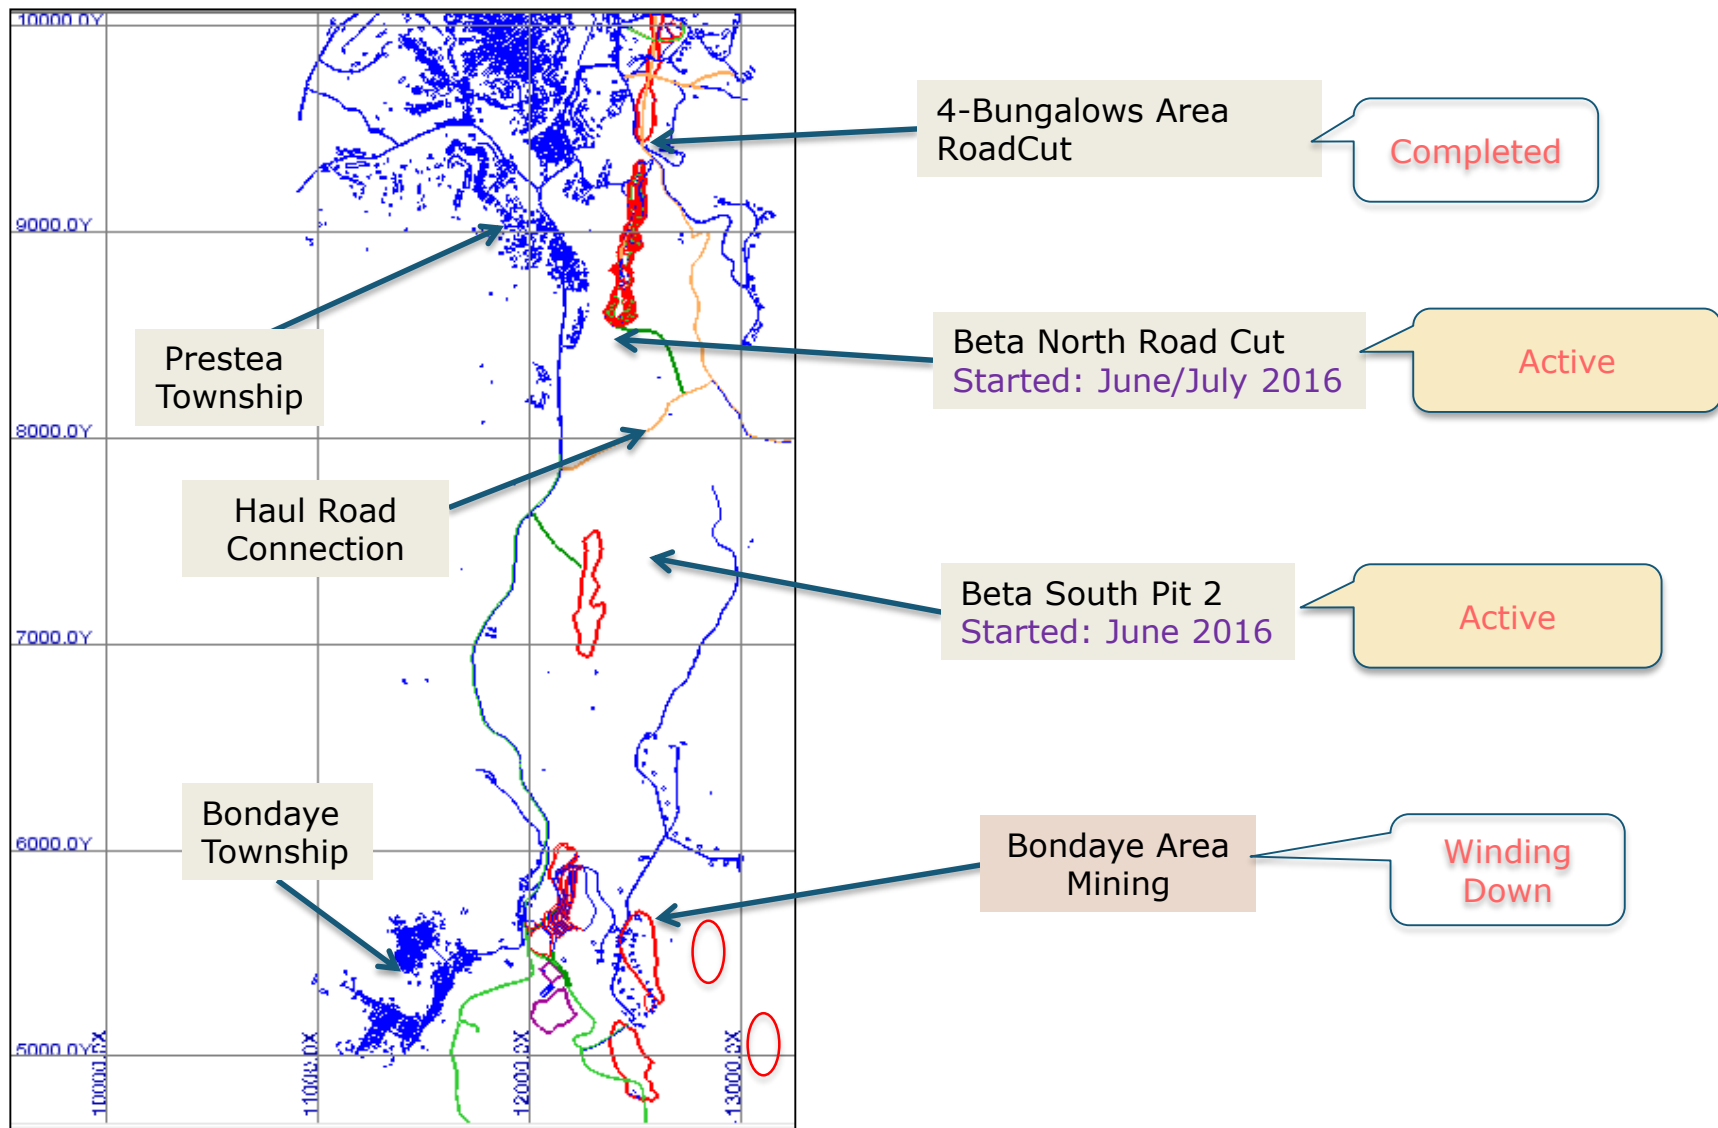 10000.0Y
4-Bungalows Area
RoadCut
Completed
9000.0Y
Prestea
Township
Beta North Road Cut
Started: June/July 2016
Active
8000.0Y
Haul Road
Connection
Beta South Pit 2
Started: June 2016
Active
7000.0Y
Bondaye
Township
6000.0Y
Bondaye Area
Mining
Winding
Down
5000.0Y
10000.0X
11000.0X
12000.0X
13000.0X